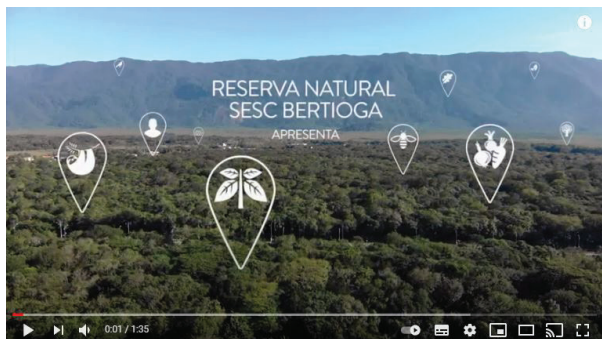 RESERVA NATURAL
SESC BERTIOGA
APRESENTA
0:01 / 1:35